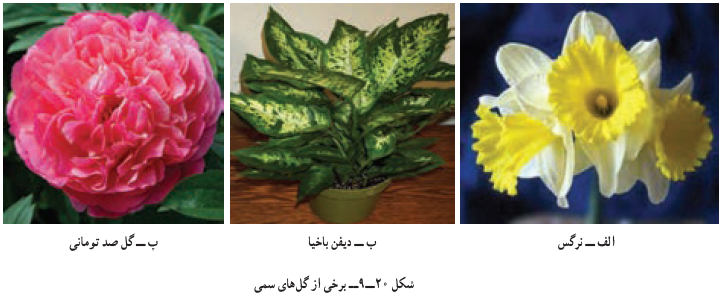 الف ــ نرگس
ب ــ دیفن باخیا
پ ــ گل صد تومانی
شکل ۲۰ــ۹ــ برخی از گل‌های سمی